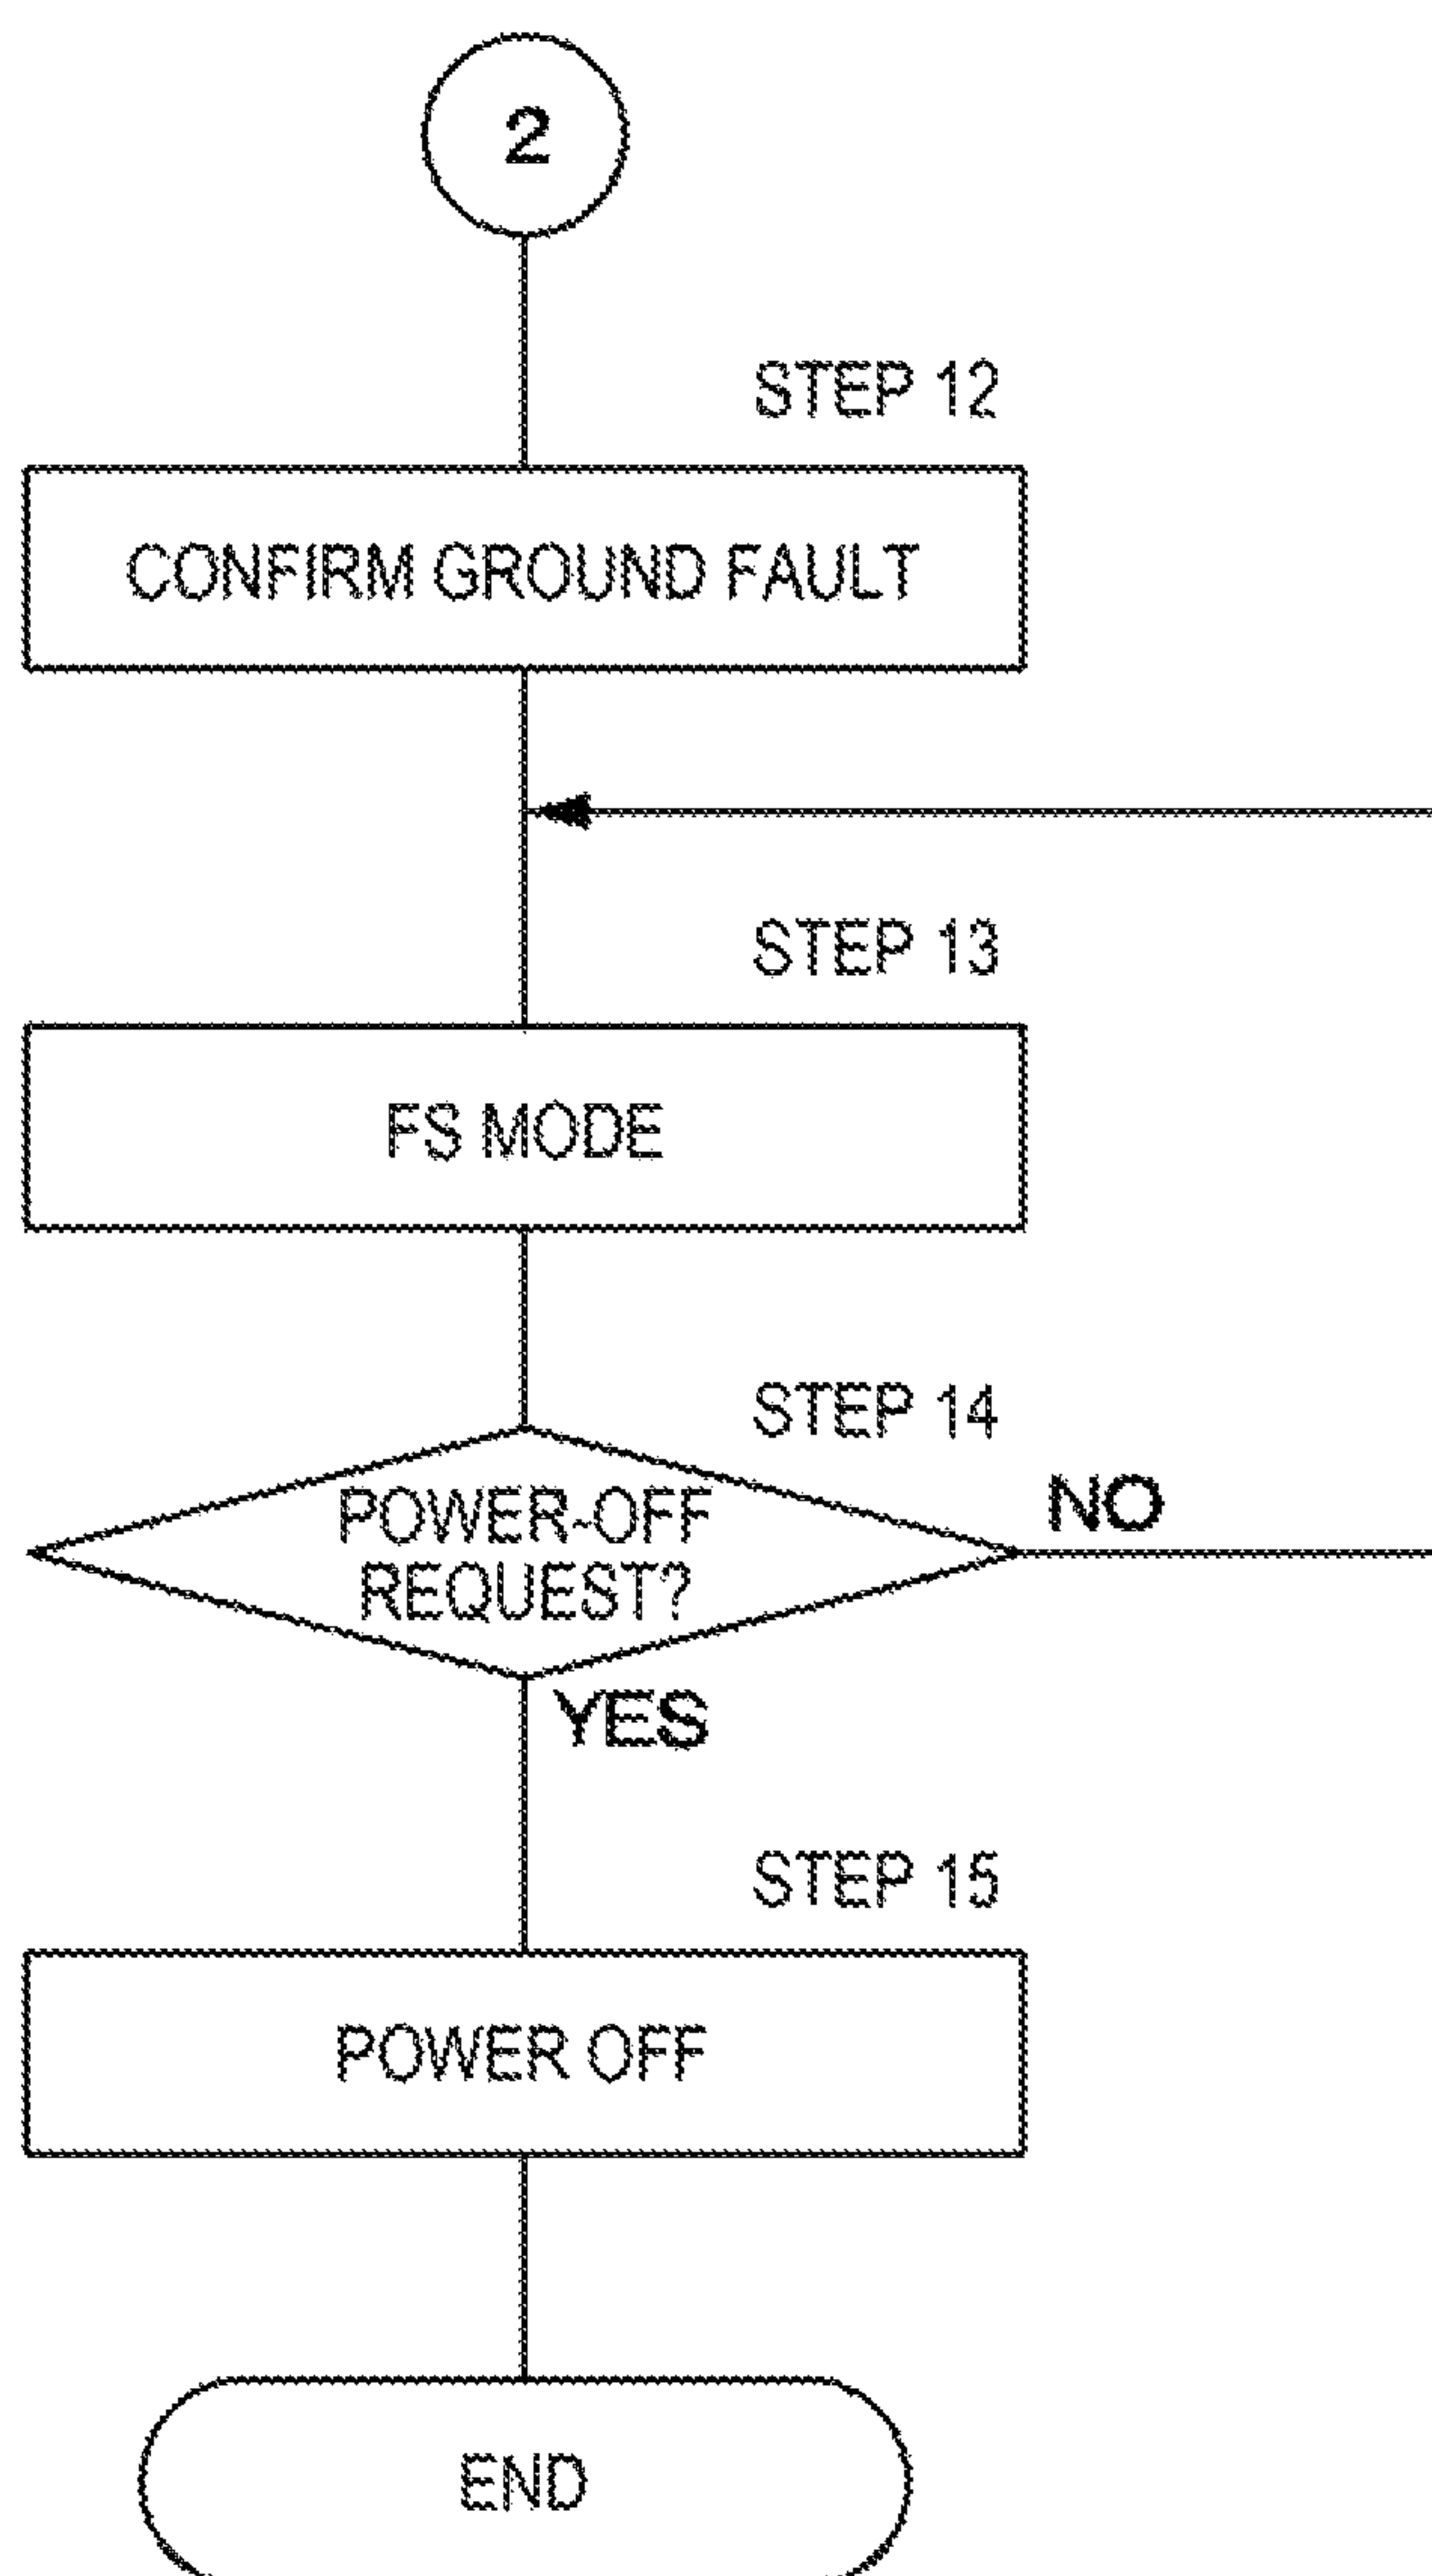 2
STEP 12
CONFIRM GROUND FAULT
STEP 13
FS MODE
STEP 14
POWER-OFF
REQUEST?
NO
YES
STEP 15
POWER OFF
END